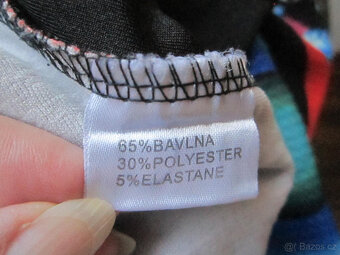 65%BAVLNA
30%POLYESTER
5%ELASTANE
© Bazos.cz